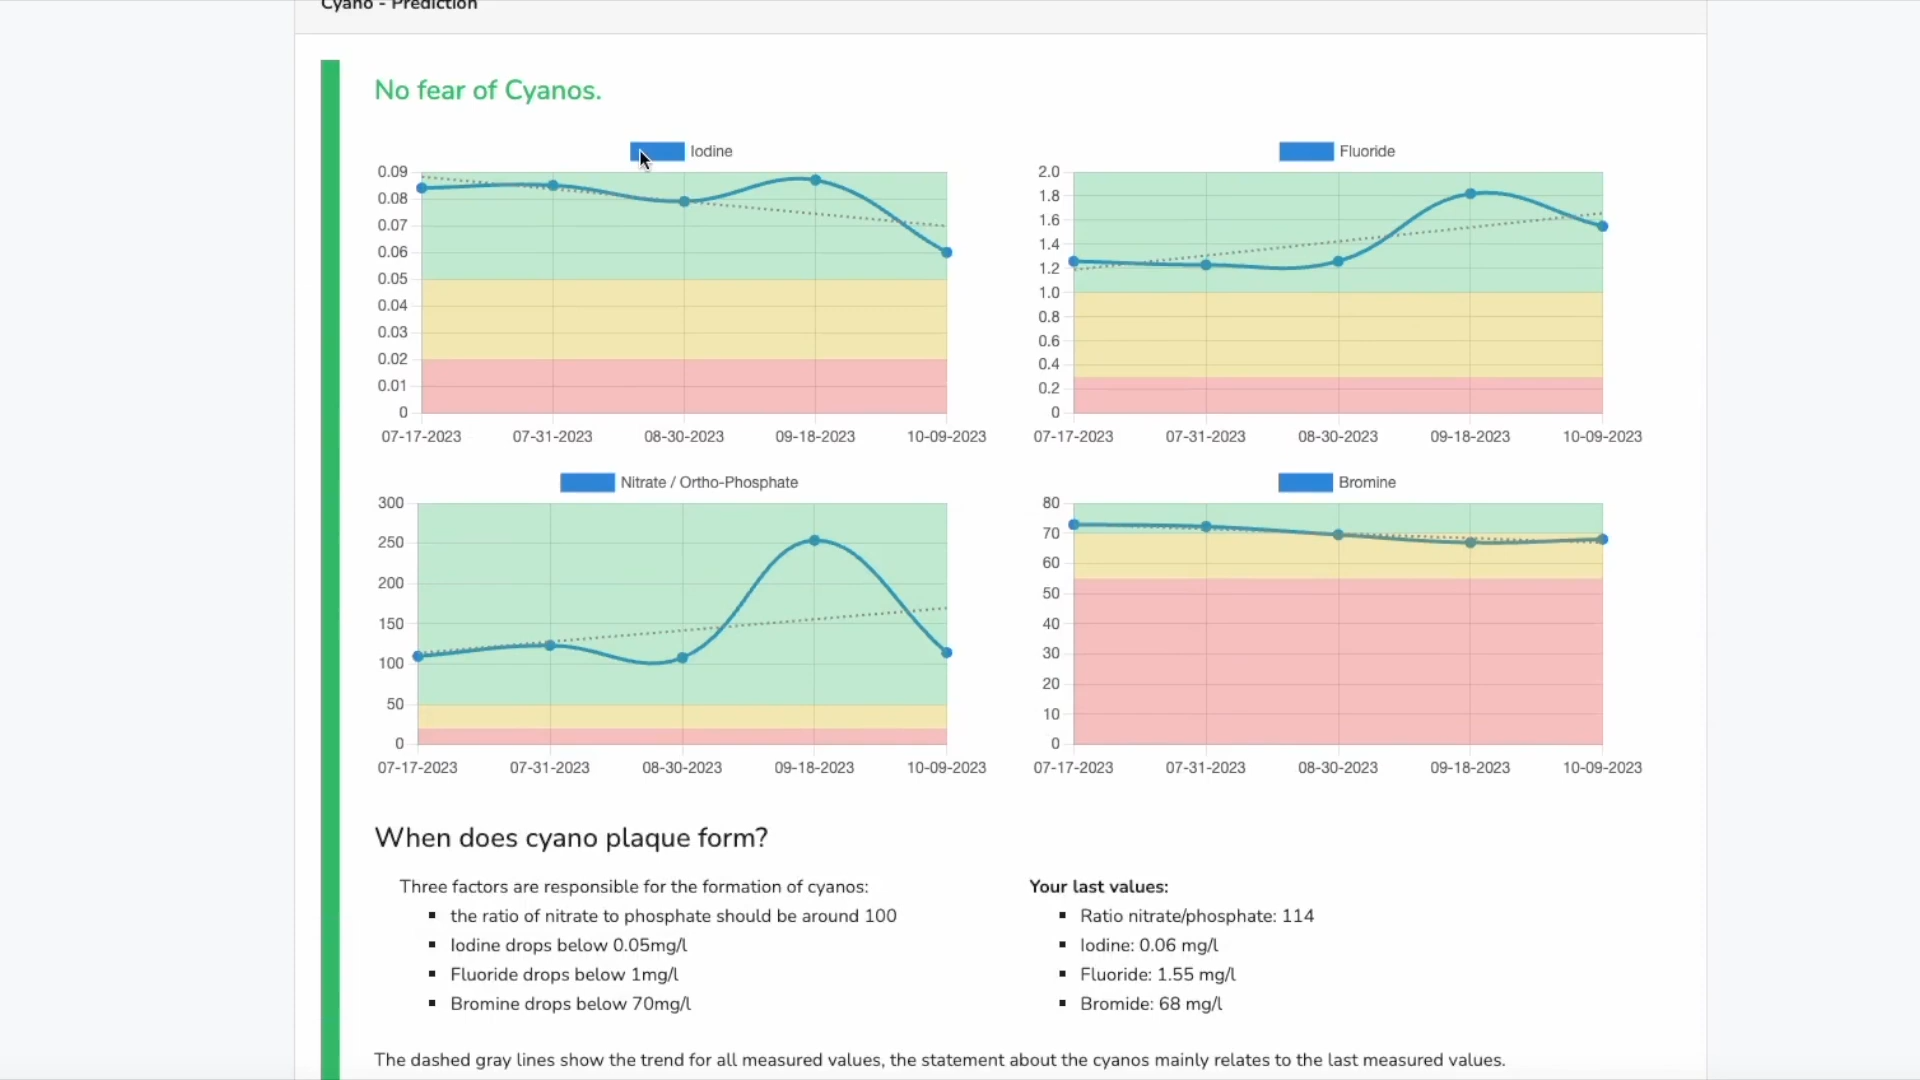 Cyano - Prediction
No fear of Cyanos.
Iodine
0.09
0.08
0.07
0.06
0.05
0.04
0.03
0.02
0.01
0
07-17-2023 07-31-2023 08-30-2023 09-18-2023 10-09-2023
Fluoride
2.0
1.8
1.6
1.4
1.2
1.0
0.8
0.6
0.4
0.2
0
07-17-2023 07-31-2023 08-30-2023 09-18-2023 10-09-2023
Nitrate / Ortho-Phosphate
300
250
200
150
100
50
0
07-17-2023 07-31-2023 08-30-2023 09-18-2023 10-09-2023
Bromine
80
70
60
50
40
30
20
10
0
07-17-2023 07-31-2023 08-30-2023 09-18-2023 10-09-2023
When does cyano plaque form?
Three factors are responsible for the formation of cyanos:
the ratio of nitrate to phosphate should be around 100
Iodine drops below 0.05mg/l
Fluoride drops below 1mg/l
Bromine drops below 70mg/l
Your last values:
Ratio nitrate/phosphate: 114
Iodine: 0.06 mg/l
Fluoride: 1.55 mg/l
Bromide: 68 mg/l
The dashed gray lines show the trend for all measured values, the statement about the cyanos mainly relates to the last measured values.